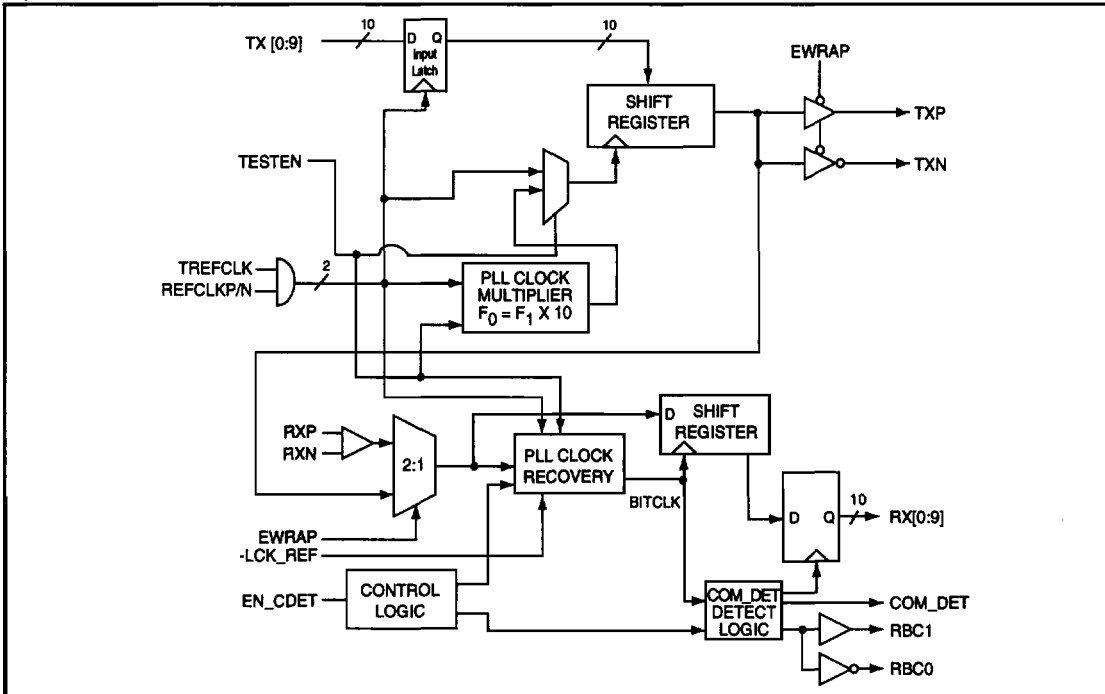 TX [0:9]
10
D Q
Input
Latch
10
EWRAP
SHIFT
REGISTER
TXP
TESTEN
TXN
TREFCLK
REFCLKP/N
2
PLL CLOCK
MULTIPLIER
F0 = F1 X 10
RXP
RXN
2:1
PLL CLOCK
RECOVERY
D SHIFT
REGISTER
BITCLK
D Q
10
RX[0:9]
EWRAP
-LCK_REF
EN_CDET
CONTROL
LOGIC
COM_DET
DETECT
LOGIC
COM_DET
RBC1
RBC0